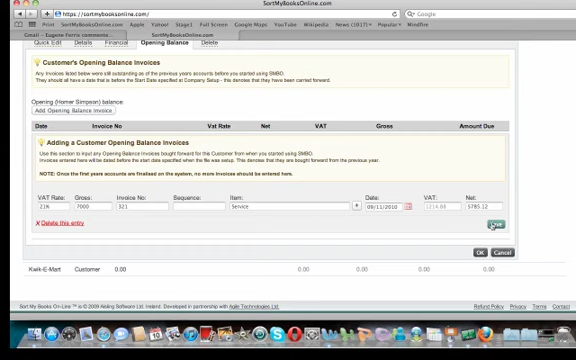 SortMyBooksOnline.com
https://sortmybooksonline.com/
Google
Print SortMyBooksOnline.com Apple Yahoo! Stage1 Full Screen Google Maps YouTube Wikipedia News (1017) Popular Mindfire
Gmail – Eugene-Ferris commente... SortMyBooksOnline.com
Quick Edit Details Financial Opening Balance Delete
Customer's Opening Balance Invoices
Any invoices listed below were still outstanding as of the previous years accounts before you started using SMBO.
They should all have a date that is before the Start Date specified at Company Setup - this denotes that they have been carried forward.
Opening (Homer Simpson) balance:
Add Opening Balance Invoice
Date Invoice No Vat Rate Net VAT Gross Amount Due
Adding a Customer Opening Balance Invoices
Use this section to input any Opening Balance Invoices bought forward for this Customer from when you started using SMBO.
Invoices entered here will be dated before the start date specified when the file was setup. This denotes that they are bought forward from the previous year.
NOTE: Once the first years accounts are finalised on the system, no more invoices should be entered here.
VAT Rate: Gross: Invoice No: Sequence: Item: Date: VAT: Net:
21% 7000 321 Service + 08/11/2010 1214.88 5785.12
X Delete this entry
OK Cancel
Kwik-E-Mart Customer 0.00 0.00 0.00 0.00 0.00
Sort My Books On-Line ™ is © 2009 Aisling Software Ltd. Ireland. Developed in partnership with Agile Technologies Ltd.
Refund Policy Privacy Terms Contact